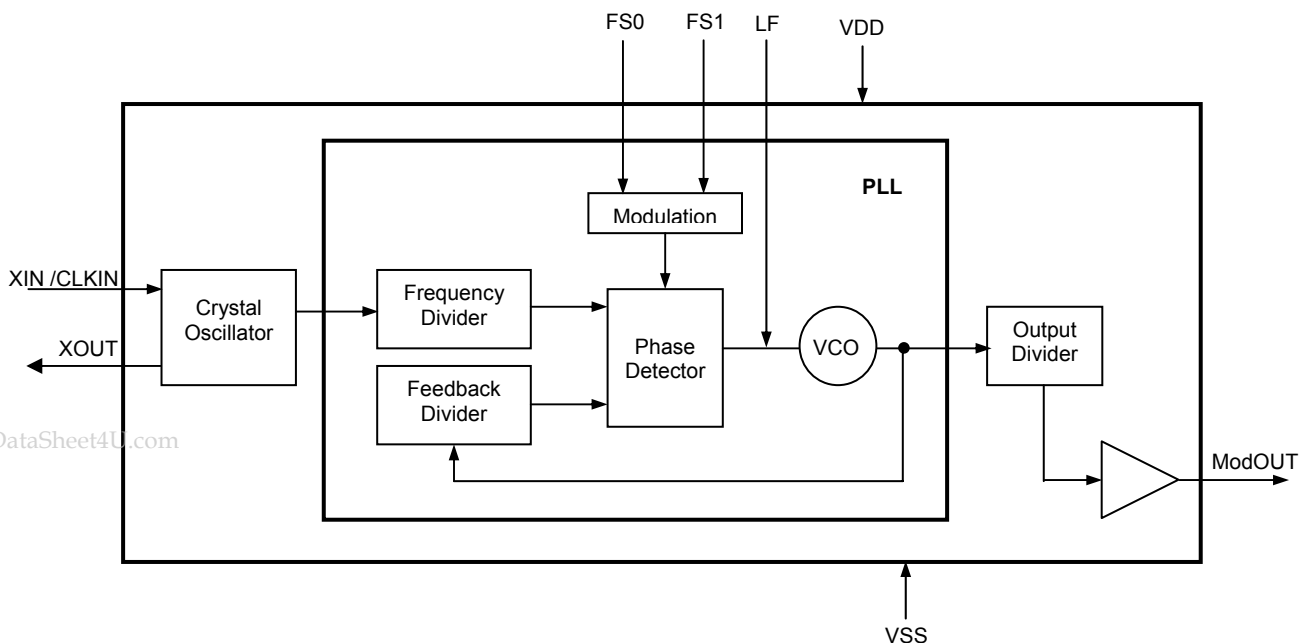 FS0
FS1
LF
VDD
PLL
Modulation
XIN /CLKIN
Crystal
Oscillator
XOUT
Frequency
Divider
Feedback
Divider
Phase
Detector
VCO
Output
Divider
DataSheet4U.com
ModOUT
VSS